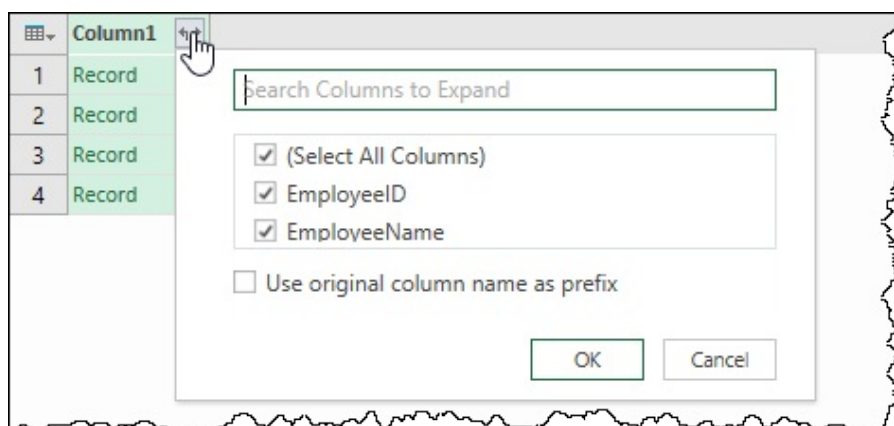 Column1
1 Record
2 Record
3 Record
4 Record
Search Columns to Expand
(Select All Columns)
EmployeeID
EmployeeName
Use original column name as prefix
OK Cancel